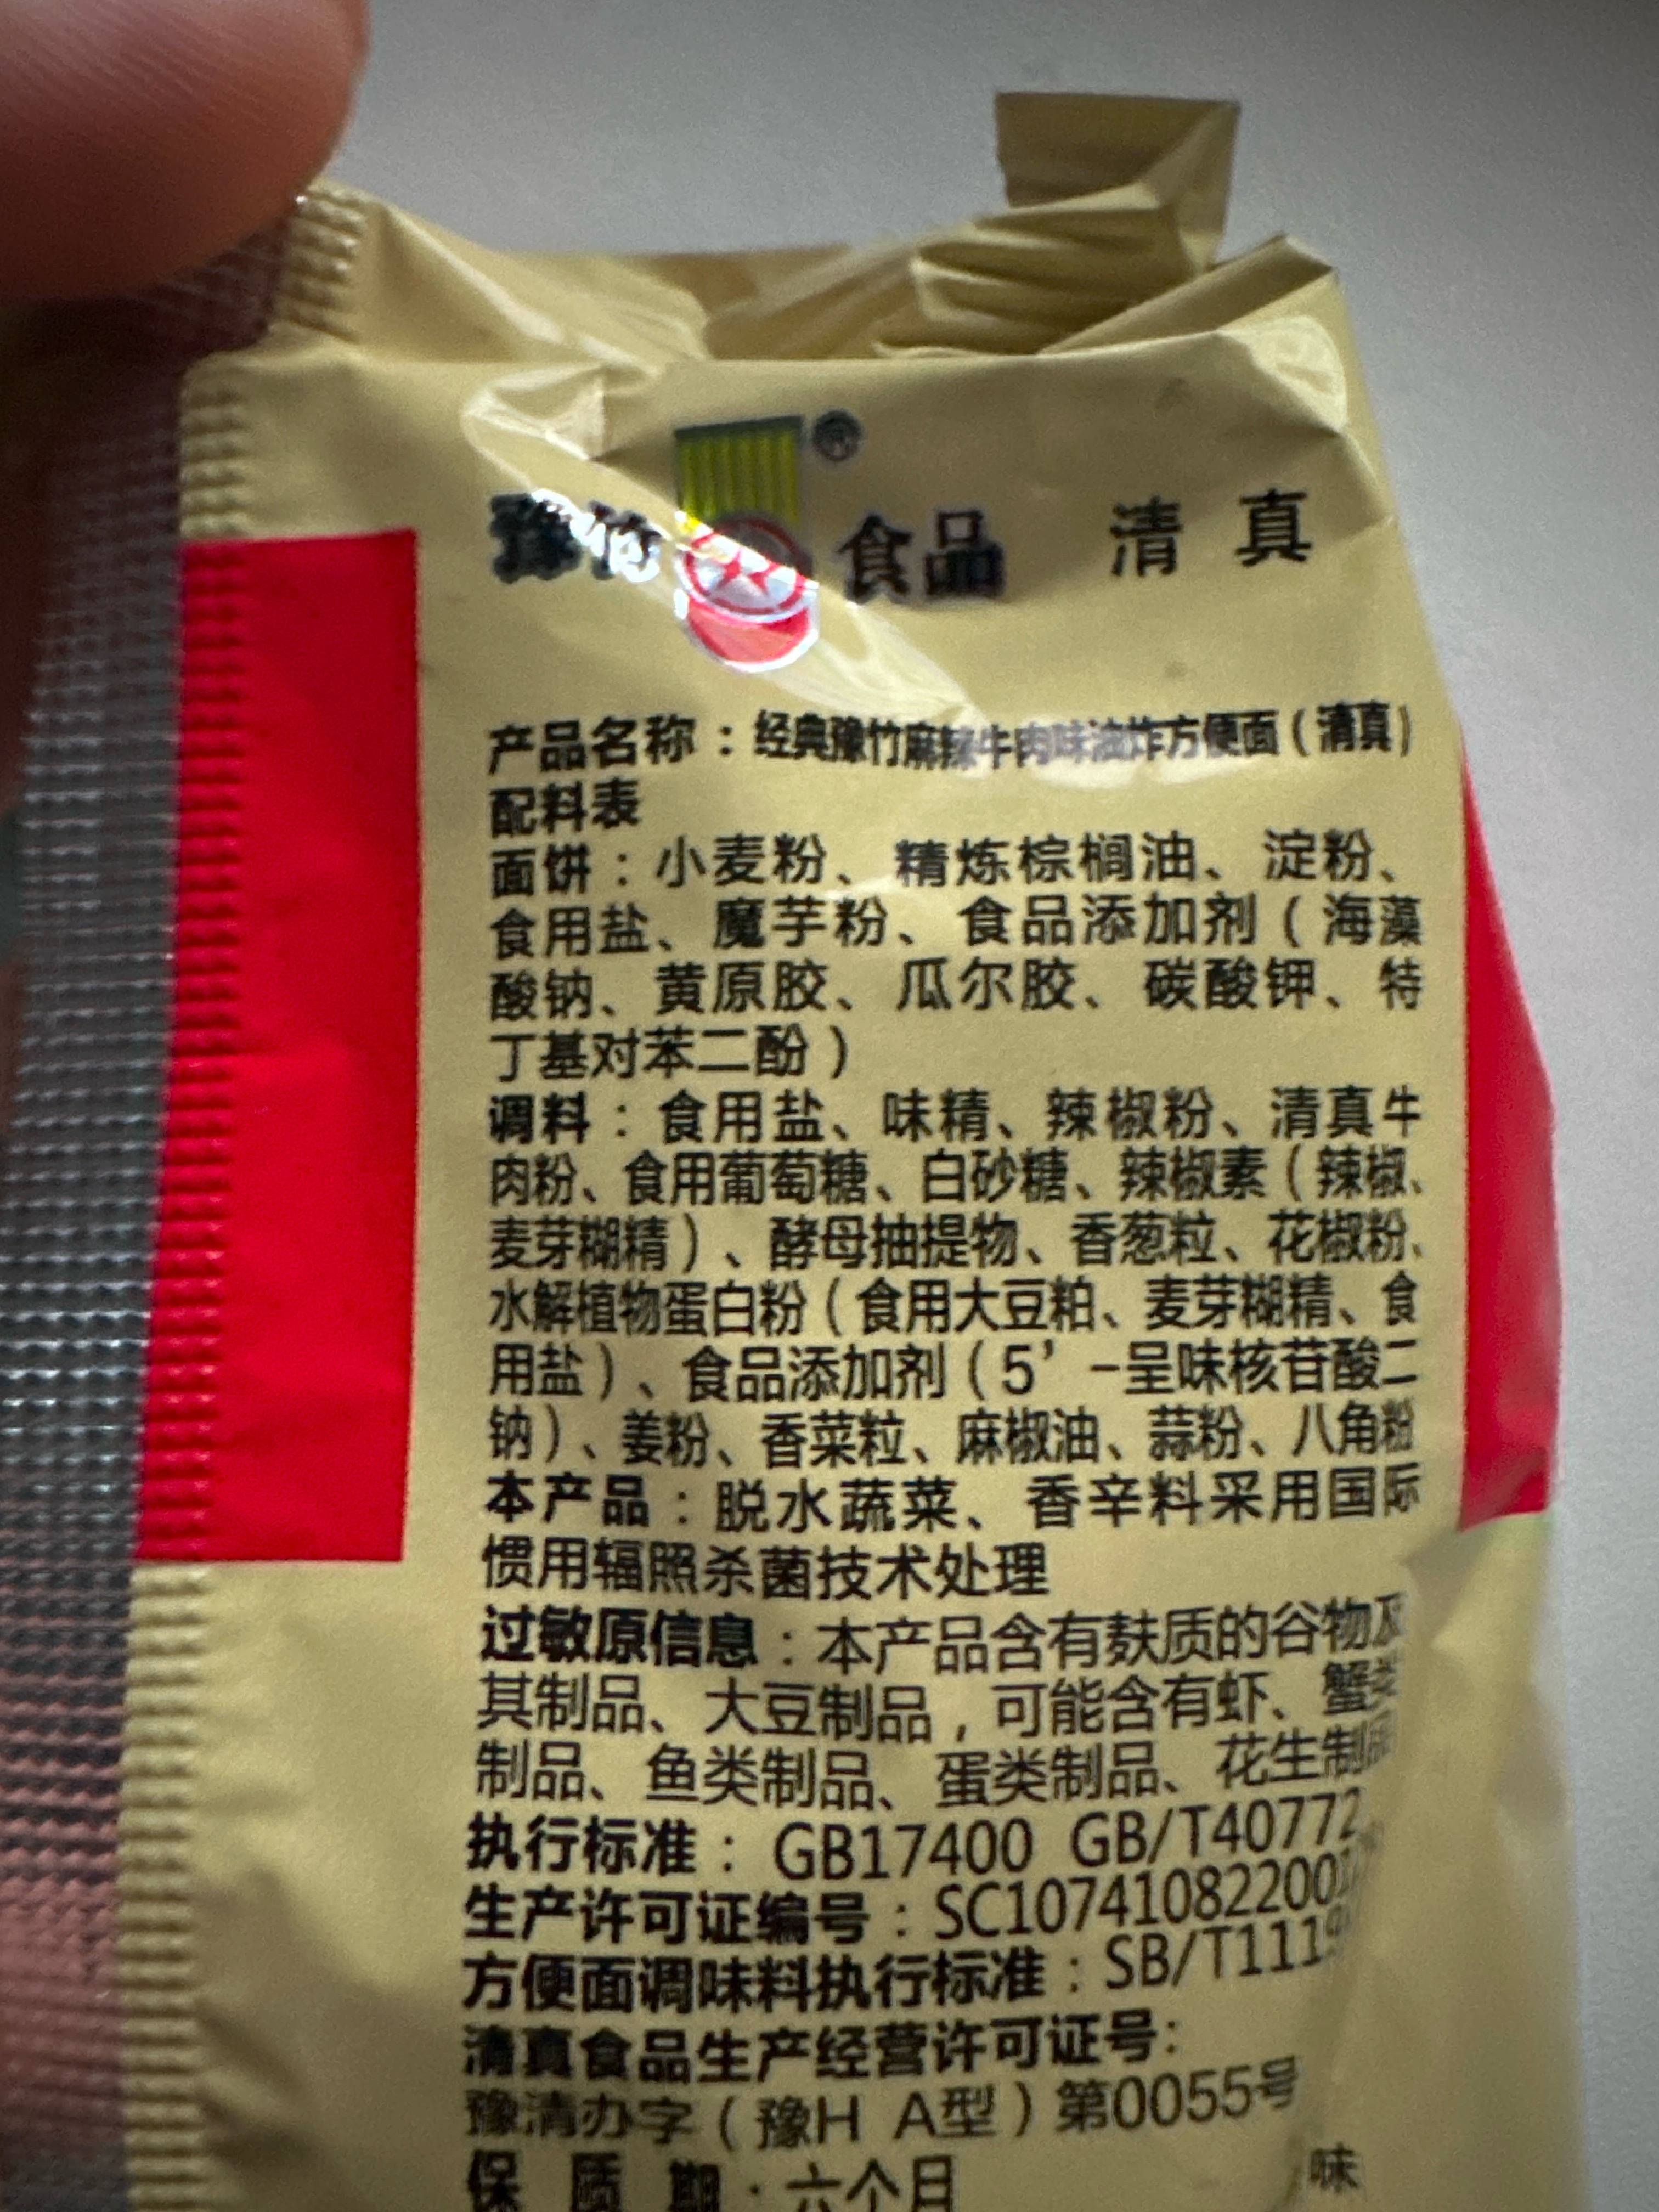 豫竹 ® 食品 清真
产品名称：经典豫竹麻辣牛肉味油炸方便面（清真）
配料表
面饼：小麦粉、精炼棕榈油、淀粉、
食用盐、魔芋粉、食品添加剂（海藻
酸钠、黄原胶、瓜尔胶、碳酸钾、特
丁基对苯二酚）
调料：食用盐、味精、辣椒粉、清真牛
肉粉、食用葡萄糖、白砂糖、辣椒素（辣椒、
麦芽糊精）、酵母抽提物、香葱粒、花椒粉、
水解植物蛋白粉（食用大豆粕、麦芽糊精、食
用盐）、食品添加剂（5’-呈味核苷酸二
钠）、姜粉、香菜粒、麻椒油、蒜粉、八角粉
本产品：脱水蔬菜、香辛料采用国际
惯用辐照杀菌技术处理
过敏原信息：本产品含有麸质的谷物及
其制品、大豆制品，可能含有虾、蟹类
制品、鱼类制品、蛋类制品、花生制品
执行标准：GB17400 GB/T40772
生产许可证编号：SC107410822001
方便面调味料执行标准：SB/T1119
清真食品生产经营许可证号：
豫清办字（豫H A型）第0055号
保 质 期：六个月
味